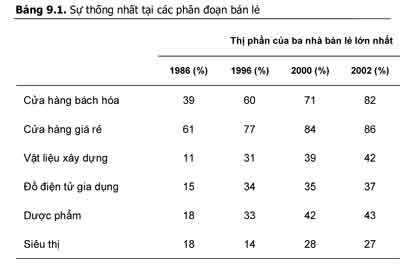 Bảng 9.1. Sự thống nhất tại các phân đoạn bán lẻ
Thị phần của ba nhà bán lẻ lớn nhất
1986 (%) 1996 (%) 2000 (%) 2002 (%)
Cửa hàng bách hóa 39 60 71 82
Cửa hàng giá rẻ 61 77 84 86
Vật liệu xây dựng 11 31 39 42
Đồ điện tử gia dụng 15 34 35 37
Dược phẩm 18 33 42 43
Siêu thị 18 14 28 27